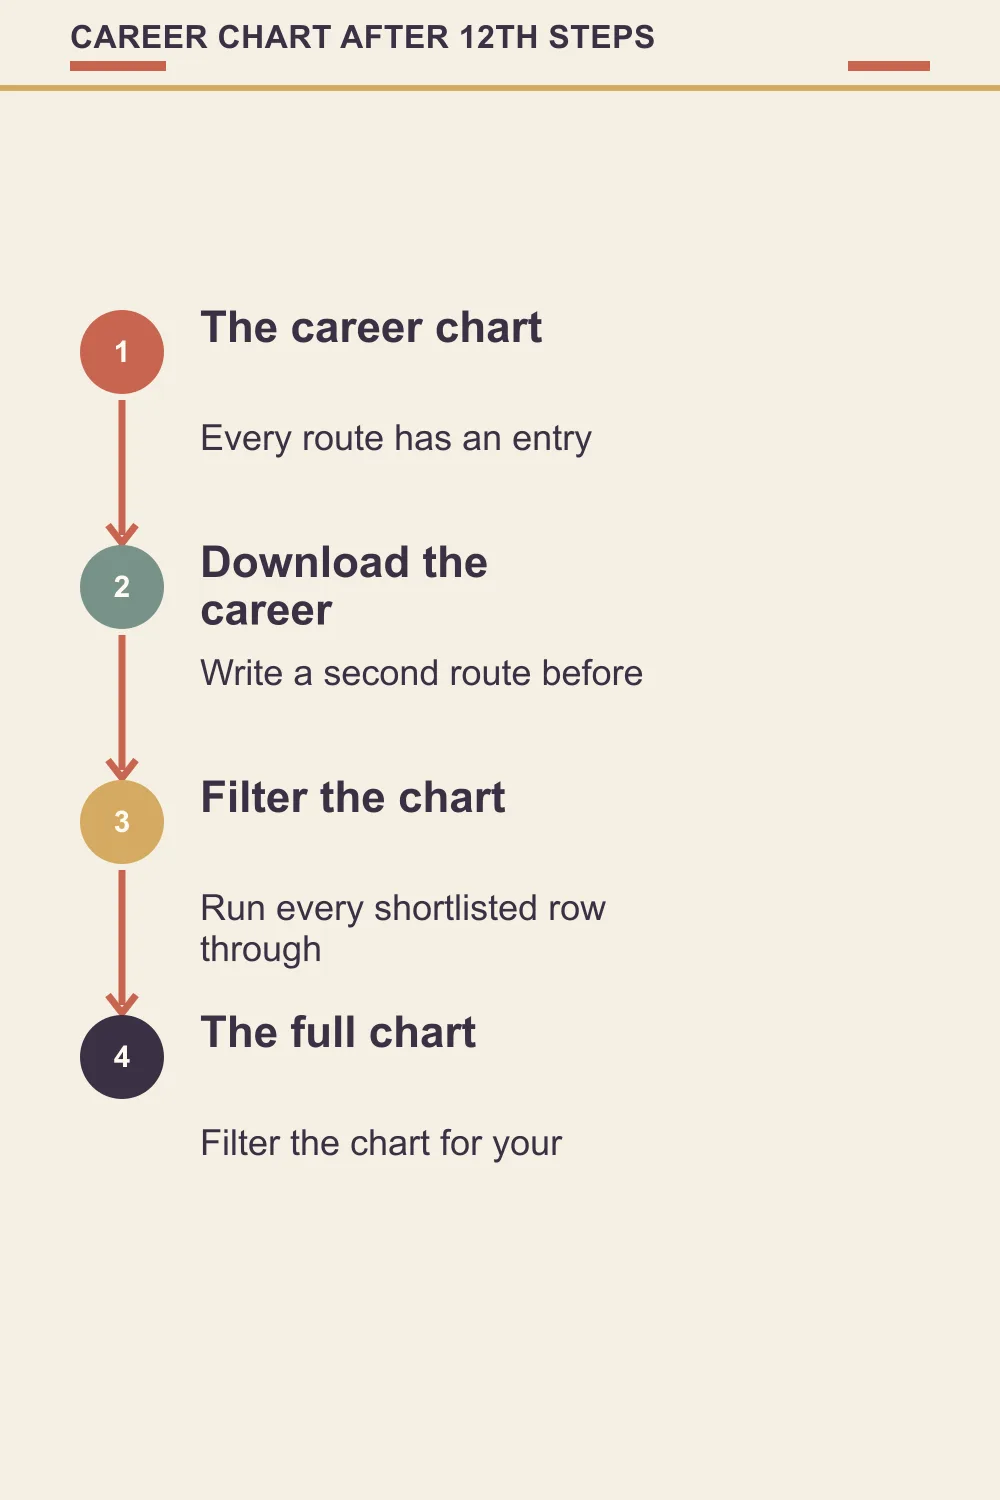 CAREER CHART AFTER 12TH STEPS
1
The career chart
Every route has an entry
2
Download the
career
Write a second route before
3
Filter the chart
Run every shortlisted row
through
4
The full chart
Filter the chart for your